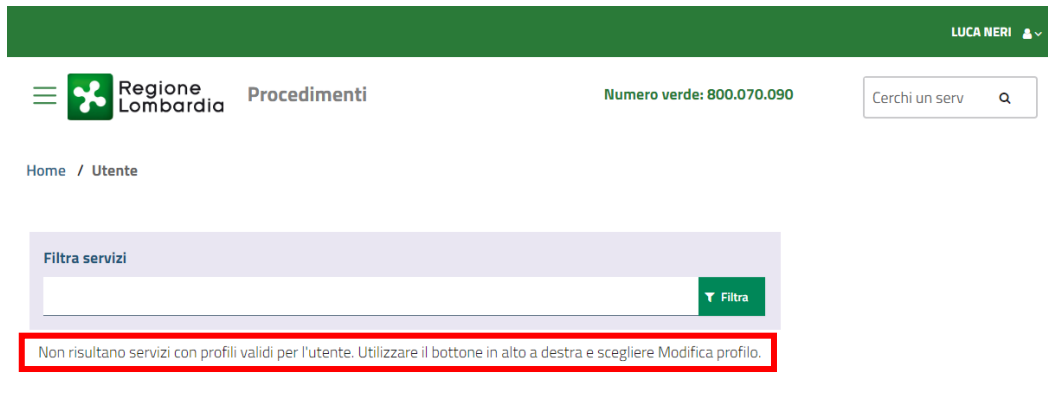 LUCA NERI
Regione Lombardia
Procedimenti
Numero verde: 800.070.090
Cerchi un serv
Home / Utente
Filtra servizi
Filtra
Non risultano servizi con profili validi per l'utente. Utilizzare il bottone in alto a destra e scegliere Modifica profilo.